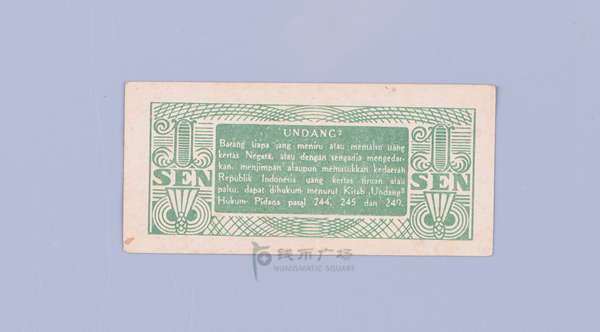 UNDANG²
Barang siapa jang meniru atau memalsu uang
kertas Negara, atau dengan sengadja mengedar-
kan, menjimpan ataupun memasukkan kedaerah
Republik Indonesia uang kertas tiruan atau
palsu, dapat dihukum menurut Kitab Undang²
Hukum Pidana pasal 244, 245 dan 249.
1
SEN
1
SEN
钱币广场
NUMISMATIC SQUARE